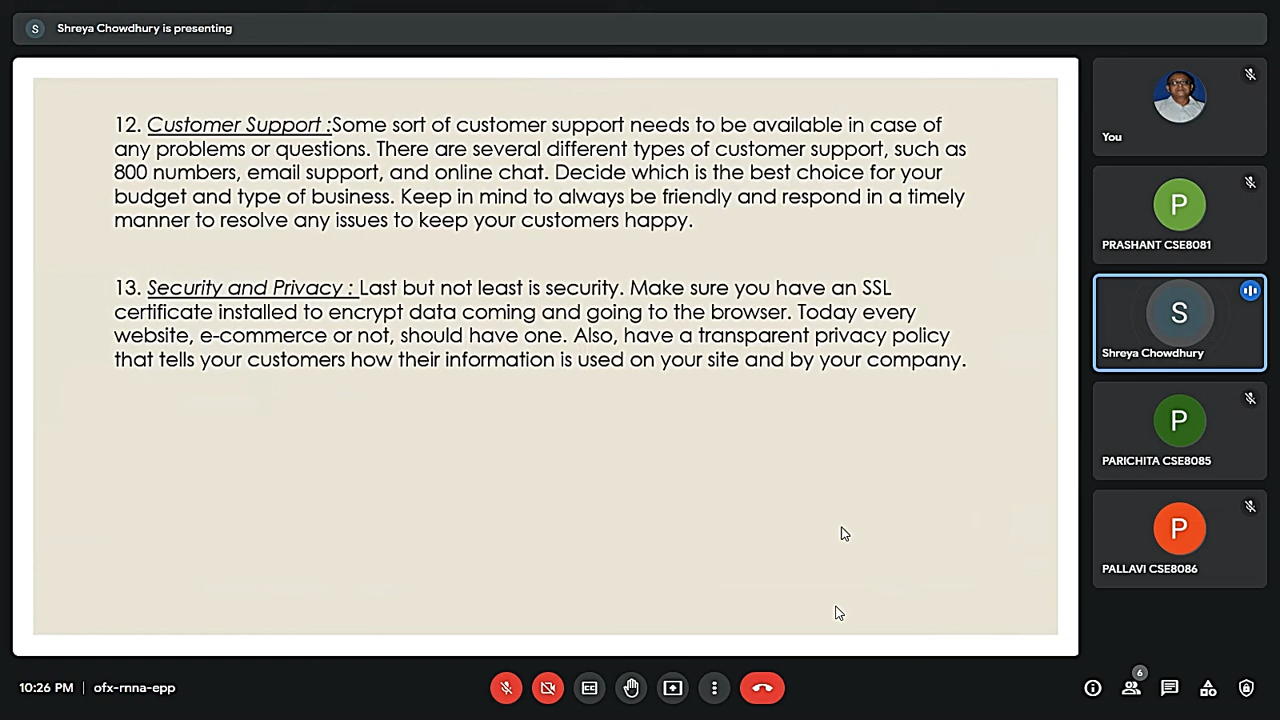 S Shreya Chowdhury is presenting
12. Customer Support :Some sort of customer support needs to be available in case of
any problems or questions. There are several different types of customer support, such as
800 numbers, email support, and online chat. Decide which is the best choice for your
budget and type of business. Keep in mind to always be friendly and respond in a timely
manner to resolve any issues to keep your customers happy.
13. Security and Privacy : Last but not least is security. Make sure you have an SSL
certificate installed to encrypt data coming and going to the browser. Today every
website, e-commerce or not, should have one. Also, have a transparent privacy policy
that tells your customers how their information is used on your site and by your company.
You
P
PRASHANT CSE8081
S
Shreya Chowdhury
P
PARICHITA CSE8085
P
PALLAVI CSE8086
10:26 PM | ofx-rnna-epp
CC
6